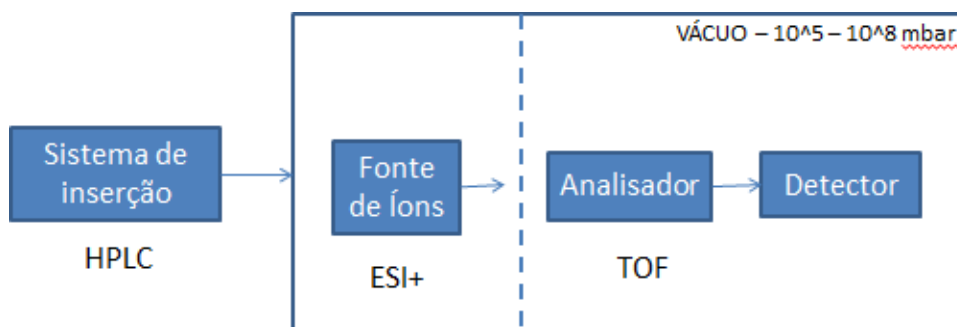 VÁCUO – 10^5 – 10^8 mbar
Sistema de
inserção
HPLC
Fonte
de Íons
ESI+
Analisador
TOF
Detector